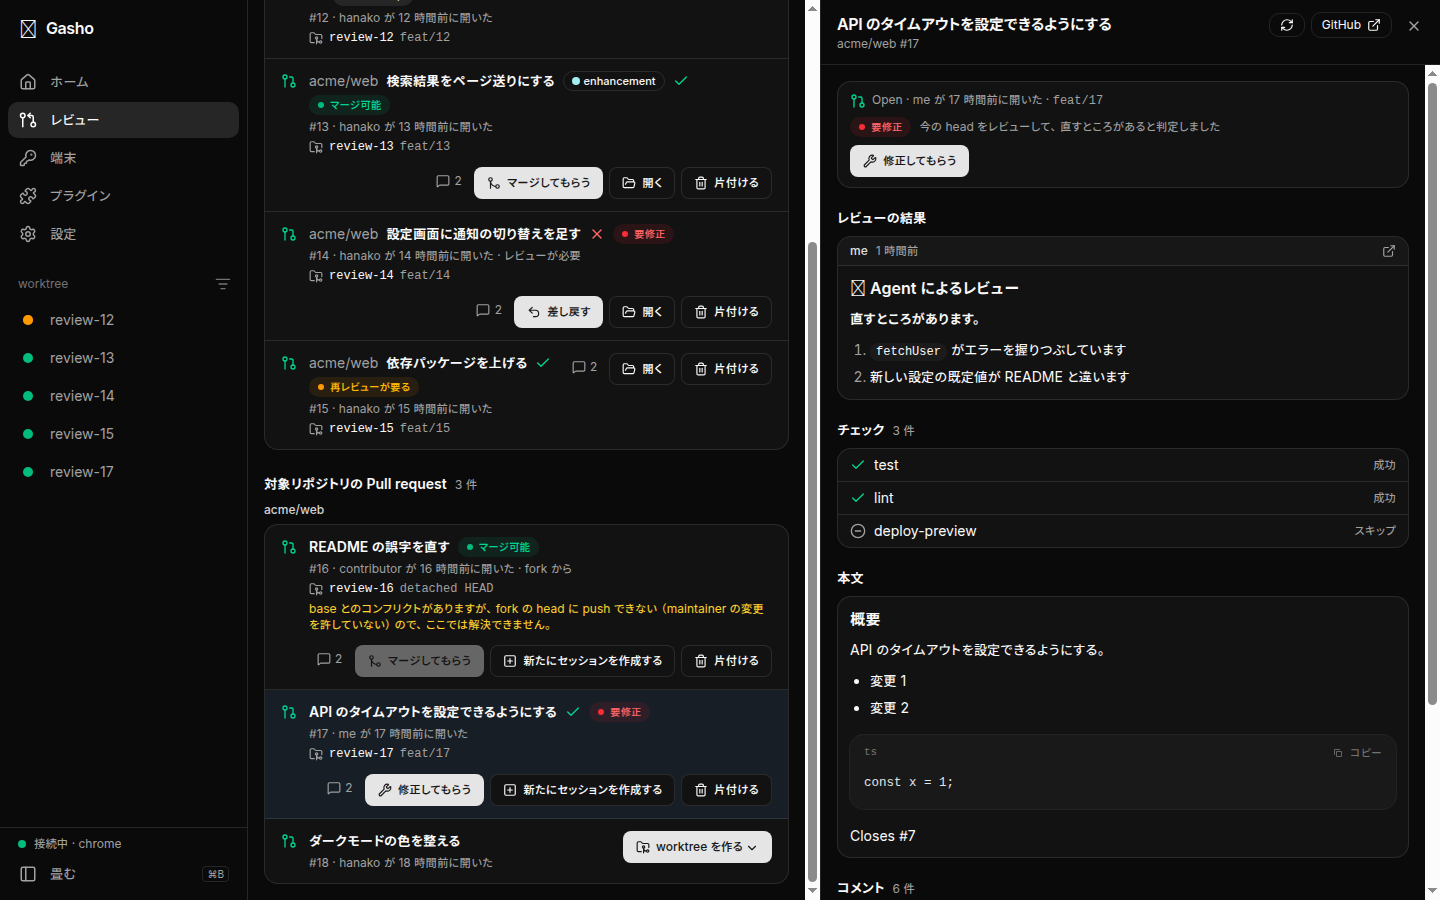 Gasho
ホーム
レビュー
端末
プラグイン
設定
worktree
review-12
review-13
review-14
review-15
review-17
接続中 · chrome
畳む
⌘B
#12 · hanako が 12 時間前に開いた
review-12 feat/12
acme/web 検索結果をページ送りにする enhancement
マージ可能
#13 · hanako が 13 時間前に開いた
review-13 feat/13
2 マージしてもらう 開く 片付ける
acme/web 設定画面に通知の切り替えを足す 要修正
#14 · hanako が 14 時間前に開いた · レビューが必要
review-14 feat/14
2 差し戻す 開く 片付ける
acme/web 依存パッケージを上げる 2 開く 片付ける
再レビューが要る
#15 · hanako が 15 時間前に開いた
review-15 feat/15
対象リポジトリの Pull request 3 件
acme/web
README の誤字を直す マージ可能
#16 · contributor が 16 時間前に開いた · fork から
review-16 detached HEAD
base とのコンフリクトがありますが、fork の head に push できない（maintainer の変更
を許していない）ので、ここでは解決できません。
2 マージしてもらう 新たにセッションを作成する 片付ける
API のタイムアウトを設定できるようにする 要修正
#17 · me が 17 時間前に開いた
review-17 feat/17
2 修正してもらう 新たにセッションを作成する 片付ける
ダークモードの色を整える
#18 · hanako が 18 時間前に開いた
worktree を作る
API のタイムアウトを設定できるようにする
acme/web #17
GitHub
Open · me が 17 時間前に開いた · feat/17
要修正 今の head をレビューして、直すところがあると判定しました
修正してもらう
レビューの結果
me 1 時間前
Agent によるレビュー
直すところがあります。
1. fetchUser がエラーを握りつぶしています
2. 新しい設定の既定値が README と違います
チェック 3 件
test 成功
lint 成功
deploy-preview スキップ
本文
概要
API のタイムアウトを設定できるようにする。
• 変更 1
• 変更 2
ts コピー
const x = 1;
Closes #7
コメント 6 件